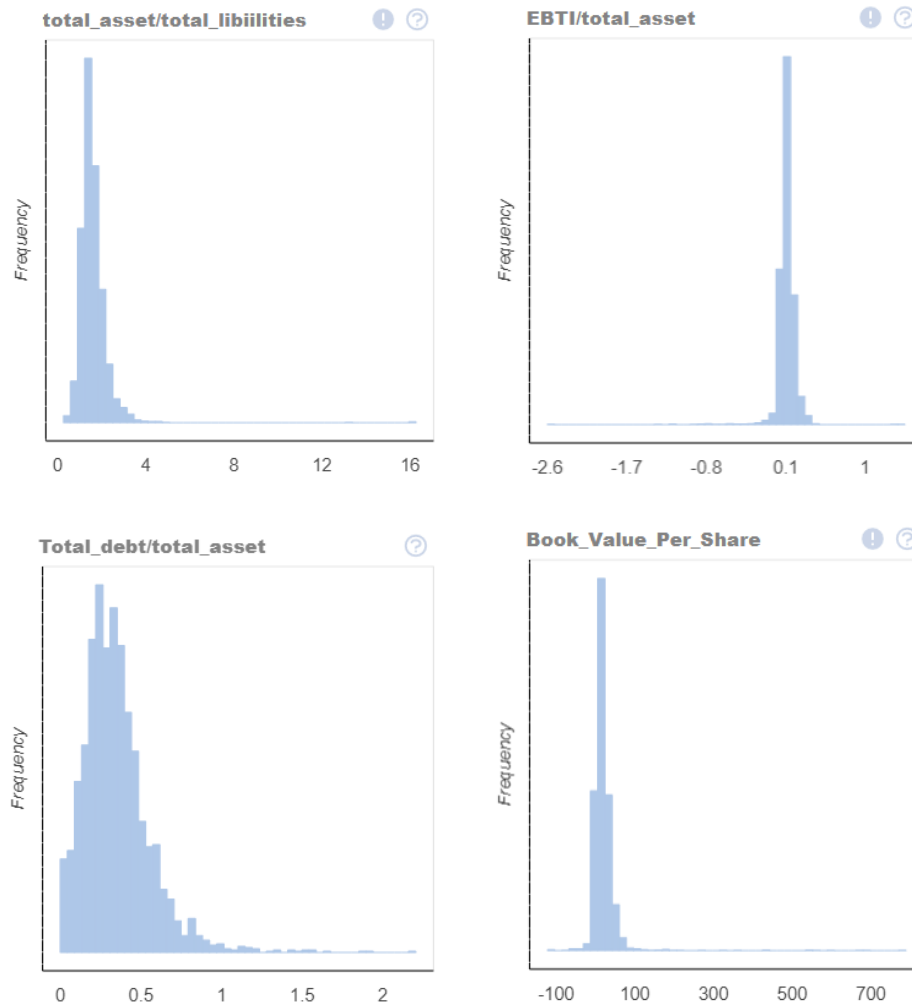 total_asset/total_libiilities
Frequency
0 4 8 12 16
EBTI/total_asset
Frequency
-2.6 -1.7 -0.8 0.1 1
Total_debt/total_asset
Frequency
0 0.5 1 1.5 2
Book_Value_Per_Share
Frequency
-100 100 300 500 700